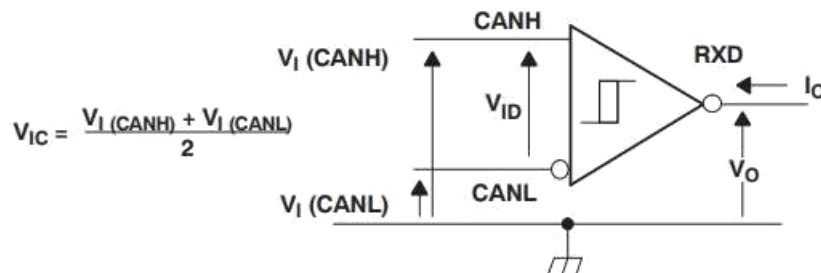 CANH
RXD
V_I (CANH)
I_O
V_ID
V_IC = V_I (CANH) + V_I (CANL)
2
V_O
CANL
V_I (CANL)